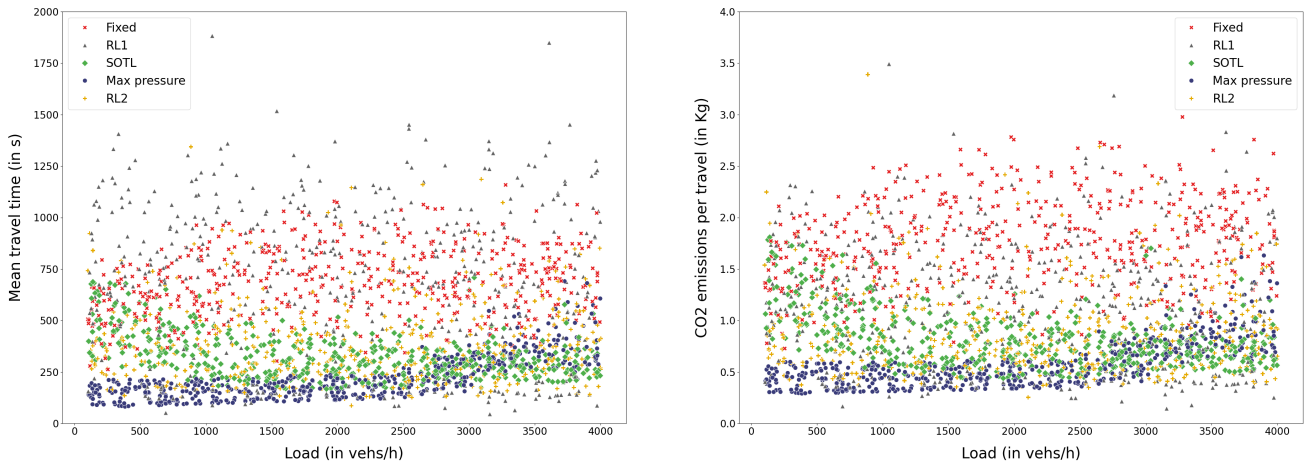 2000
1750
1500
1250
1000
750
500
250
0
Mean travel time (in s)
Fixed
RL1
SOTL
Max pressure
RL2
0 500 1000 1500 2000 2500 3000 3500 4000
Load (in vehs/h)
4.0
3.5
3.0
2.5
2.0
1.5
1.0
0.5
0.0
CO2 emissions per travel (in Kg)
Fixed
RL1
SOTL
Max pressure
RL2
0 500 1000 1500 2000 2500 3000 3500 4000
Load (in vehs/h)